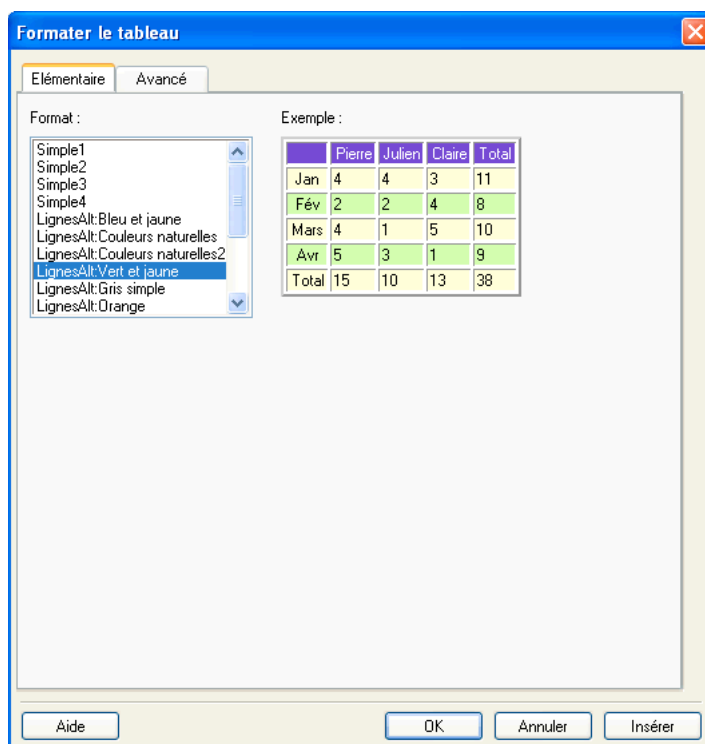 Formater le tableau
Elémentaire Avancé
Format :
Simple1
Simple2
Simple3
Simple4
LignesAlt:Bleu et jaune
LignesAlt:Couleurs naturelles
LignesAlt:Couleurs naturelles2
LignesAlt:Vert et jaune
LignesAlt:Gris simple
LignesAlt:Orange
Exemple :
Pierre Julien Claire Total
Jan 4 4 3 11
Fév 2 2 4 8
Mars 4 1 5 10
Avr 5 3 1 9
Total 15 10 13 38
Aide OK Annuler Insérer